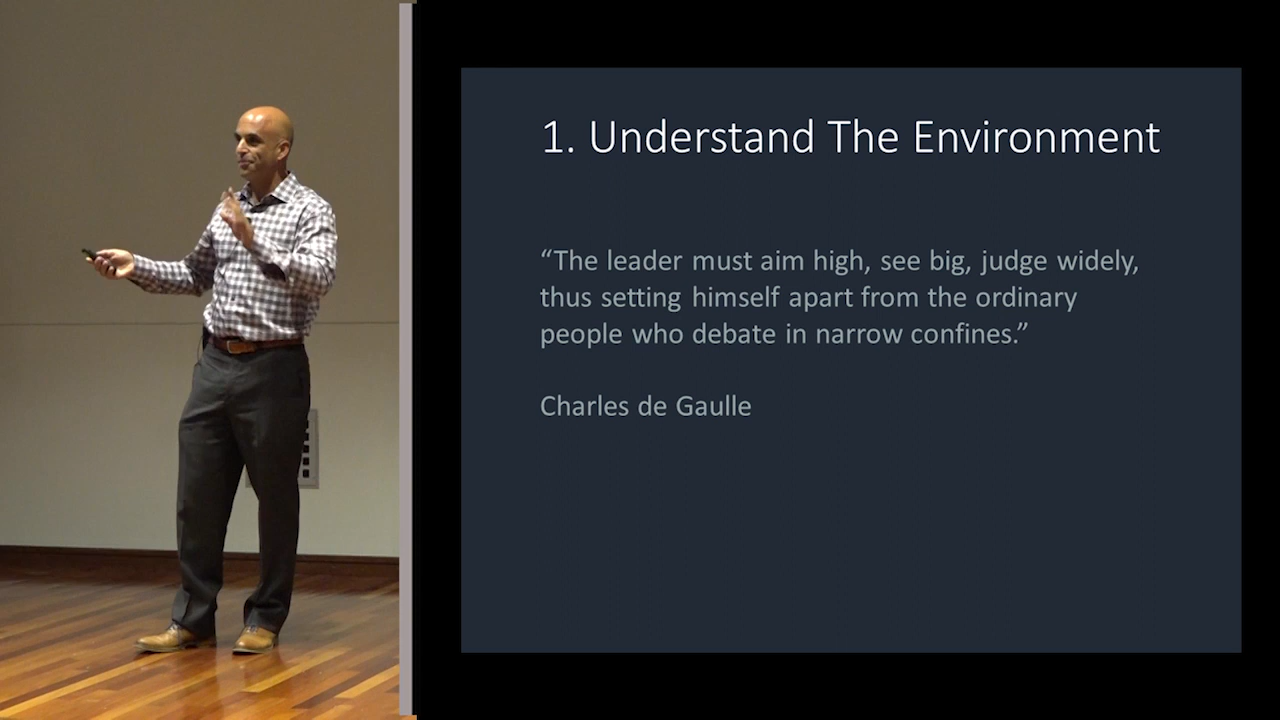 1. Understand The Environment
“The leader must aim high, see big, judge widely,
thus setting himself apart from the ordinary
people who debate in narrow confines.”
Charles de Gaulle